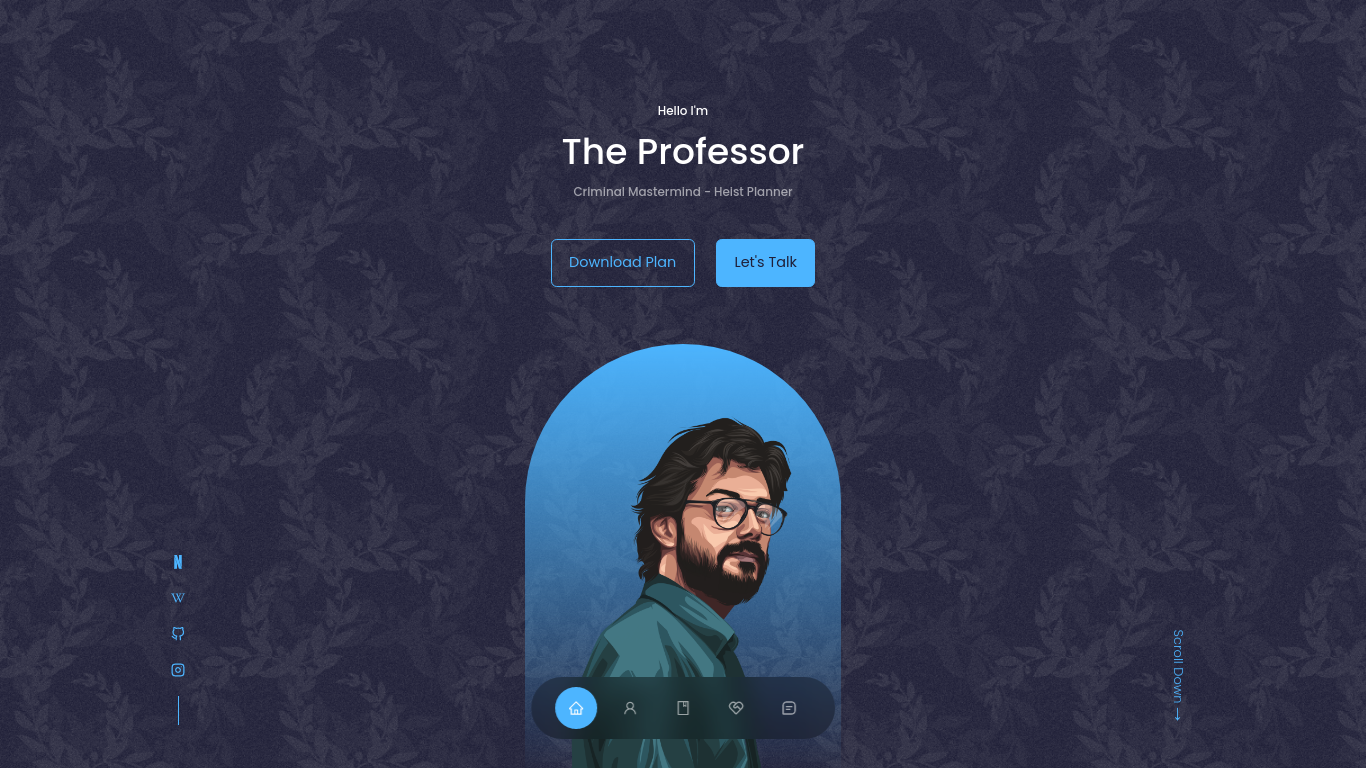 Hello I'm
The Professor
Criminal Mastermind - Heist Planner
Download Plan
Let's Talk
N
W
Scroll Down →